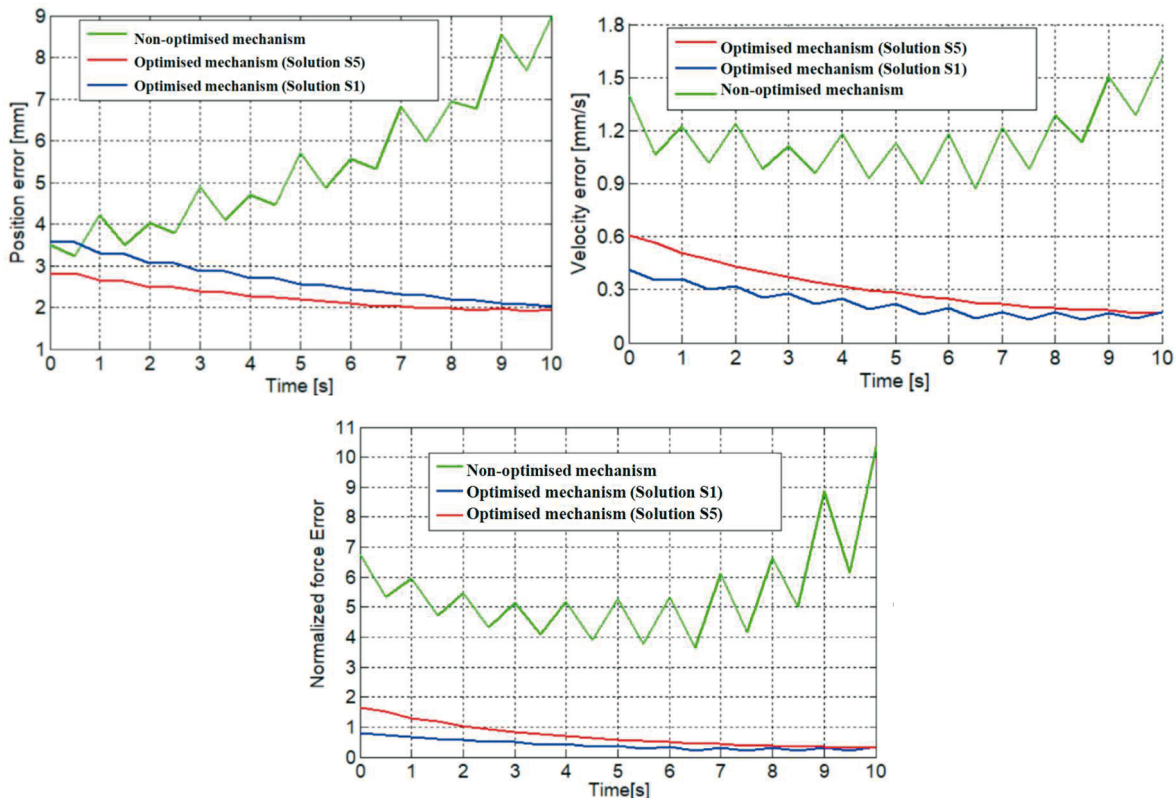 Position error [mm]
9
8
7
6
5
4
3
2
1
Non-optimised mechanism
Optimised mechanism (Solution S5)
Optimised mechanism (Solution S1)
0 1 2 3 4 5 6 7 8 9 10
Time [s]
Velocity error [mm/s]
1.8
1.5
1.2
0.9
0.6
0.3
0
Optimised mechanism (Solution S5)
Optimised mechanism (Solution S1)
Non-optimised mechanism
0 1 2 3 4 5 6 7 8 9 10
Time [s]
Normalized force Error
11
10
9
8
7
6
5
4
3
2
1
0
Non-optimised mechanism
Optimised mechanism (Solution S1)
Optimised mechanism (Solution S5)
0 1 2 3 4 5 6 7 8 9 10
Time[s]